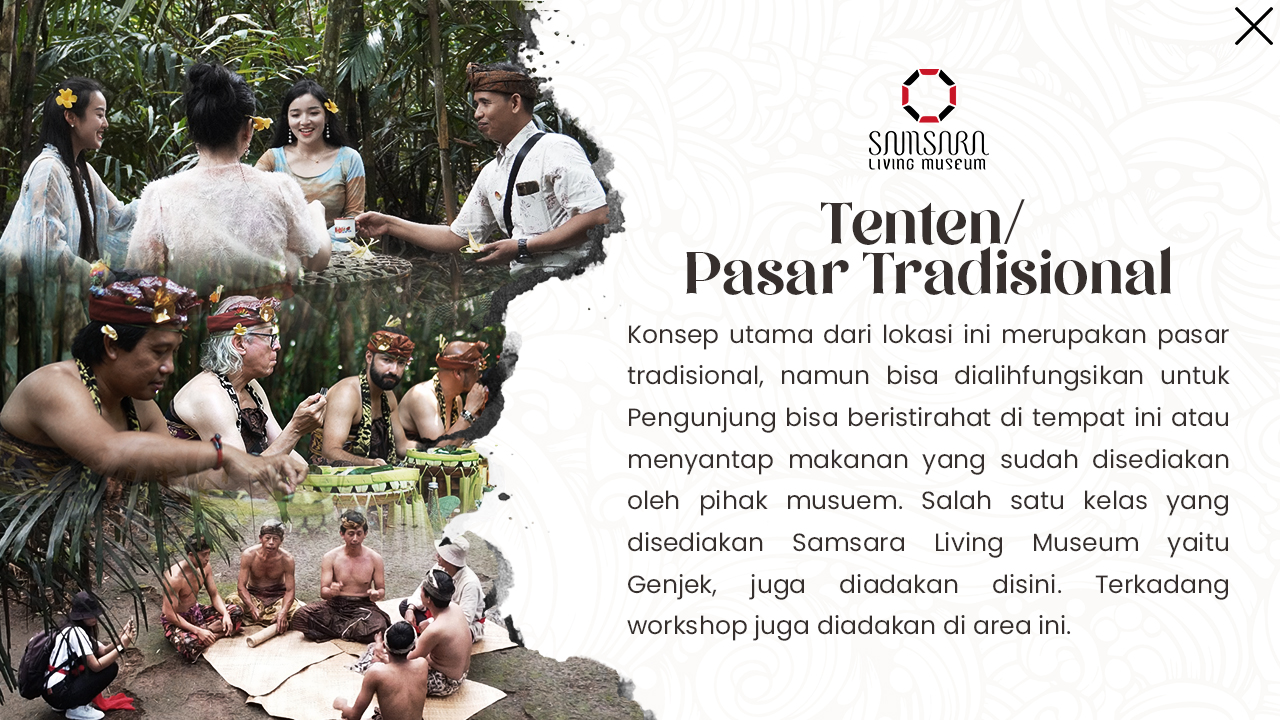 SAMSARA
LIVING MUSEUM
Tenten/
Pasar Tradisional
Konsep utama dari lokasi ini merupakan pasar
tradisional, namun bisa dialihfungsikan untuk
Pengunjung bisa beristirahat di tempat ini atau
menyantap makanan yang sudah disediakan
oleh pihak musuem. Salah satu kelas yang
disediakan Samsara Living Museum yaitu
Genjek, juga diadakan disini. Terkadang
workshop juga diadakan di area ini.